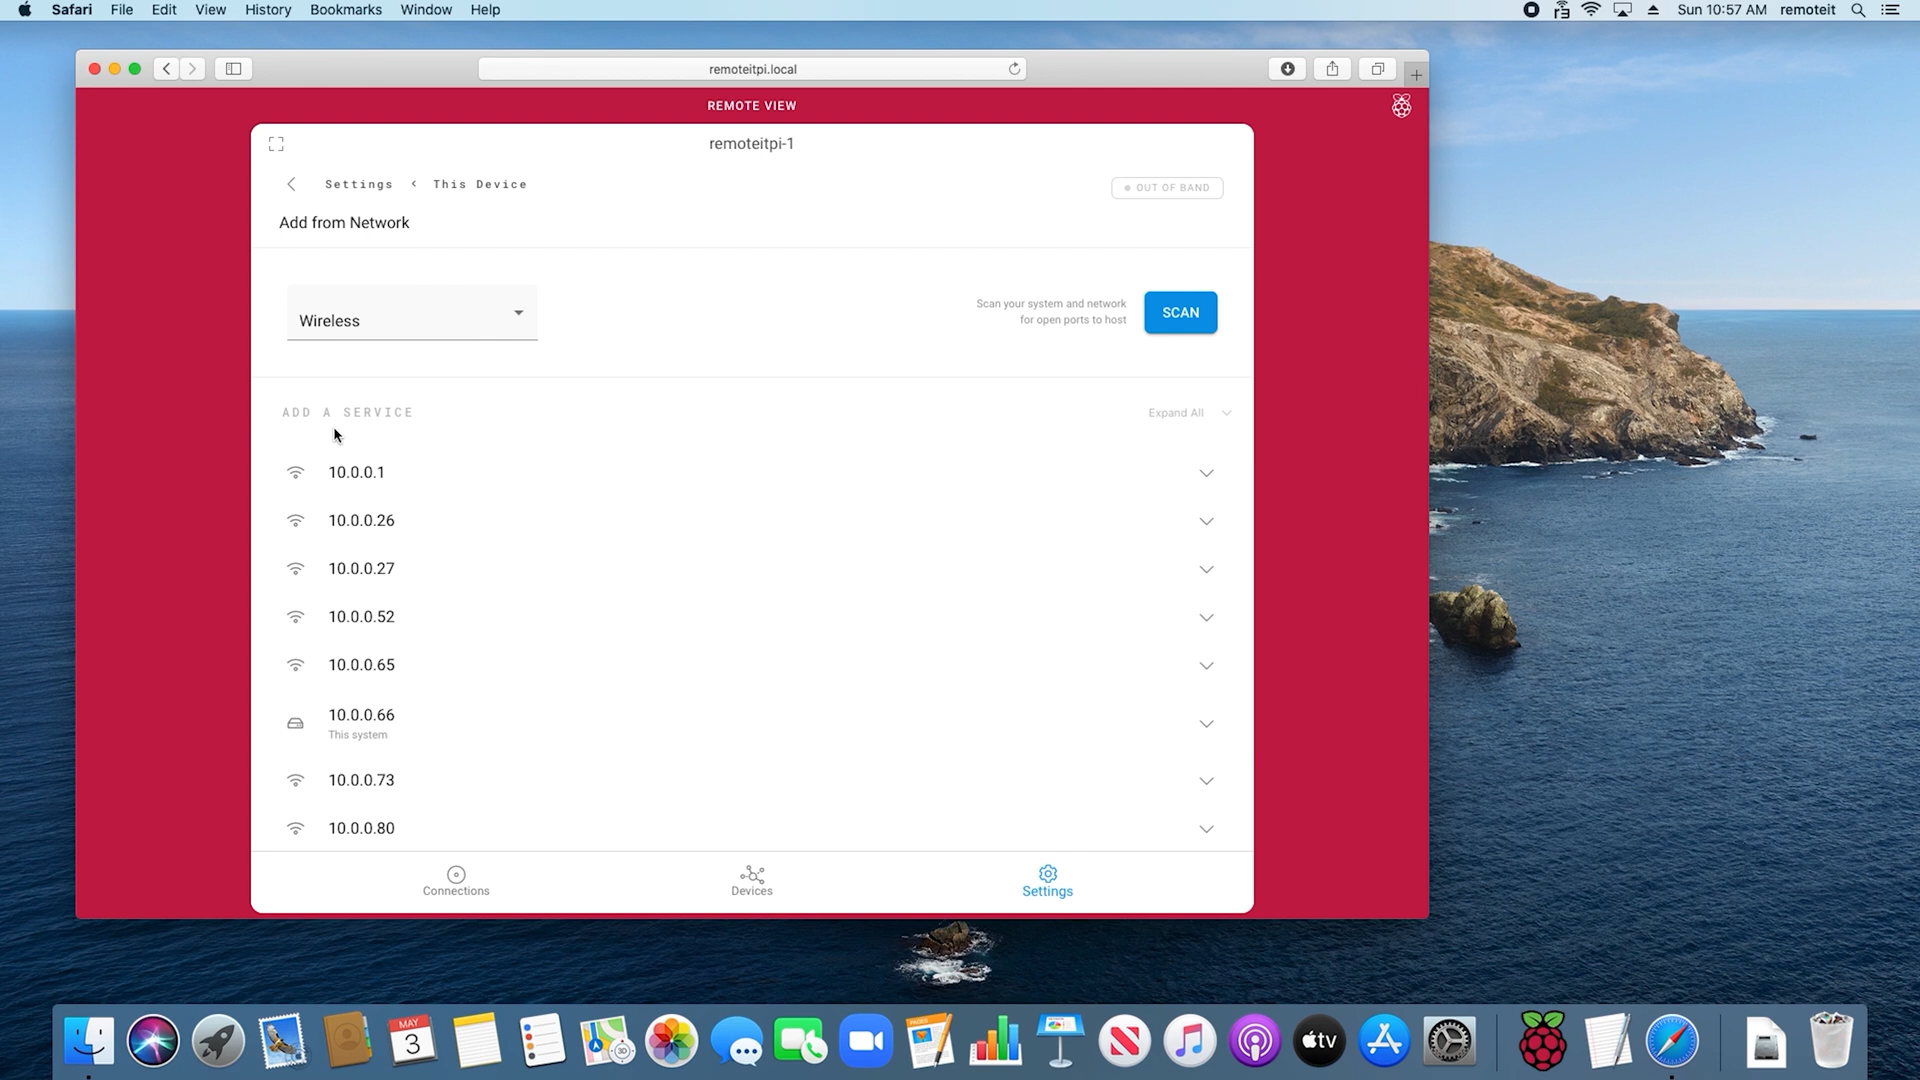 Safari File Edit View History Bookmarks Window Help
Sun 10:57 AM remoteit
remoteitpi.local
REMOTE VIEW
remoteitpi-1
Settings < This Device
OUT OF BAND
Add from Network
Wireless
Scan your system and network
for open ports to host
SCAN
ADD A SERVICE
Expand All
10.0.0.1
10.0.0.26
10.0.0.27
10.0.0.52
10.0.0.65
10.0.0.66
This system
10.0.0.73
10.0.0.80
Connections
Devices
Settings
MAY
3
3D
tv